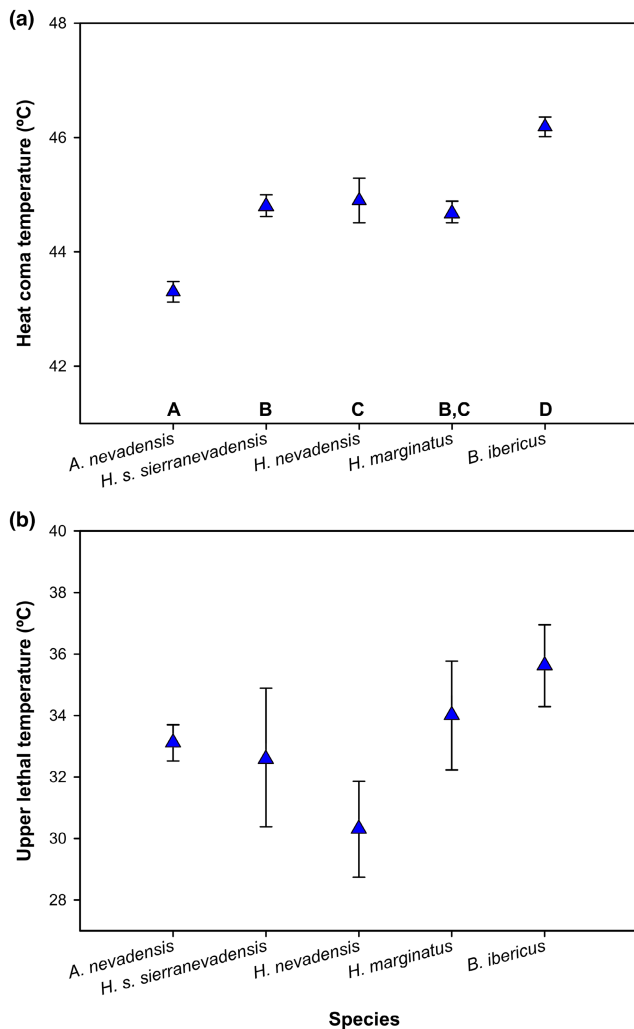 (a)
Heat coma temperature (ºC)
48
46
44
42
A B C B,C D
A. nevadensis
H. s. sierranevadensis
H. nevadensis
H. marginatus
B. ibericus
(b)
Upper lethal temperature (ºC)
40
38
36
34
32
30
28
A. nevadensis
H. s. sierranevadensis
H. nevadensis
H. marginatus
B. ibericus
Species